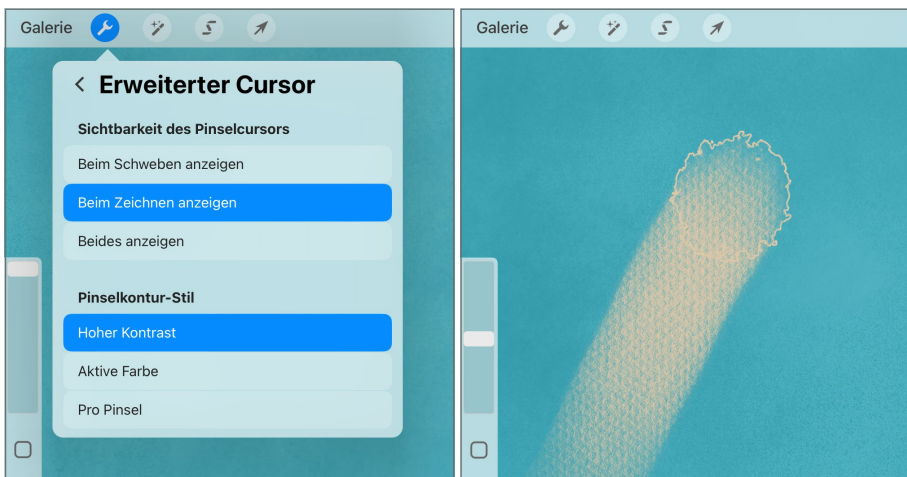 Galerie
Erweiterter Cursor
Sichtbarkeit des Pinselcursors
Beim Schweben anzeigen
Beim Zeichnen anzeigen
Beides anzeigen
Pinselkontur-Stil
Hoher Kontrast
Aktive Farbe
Pro Pinsel
Galerie